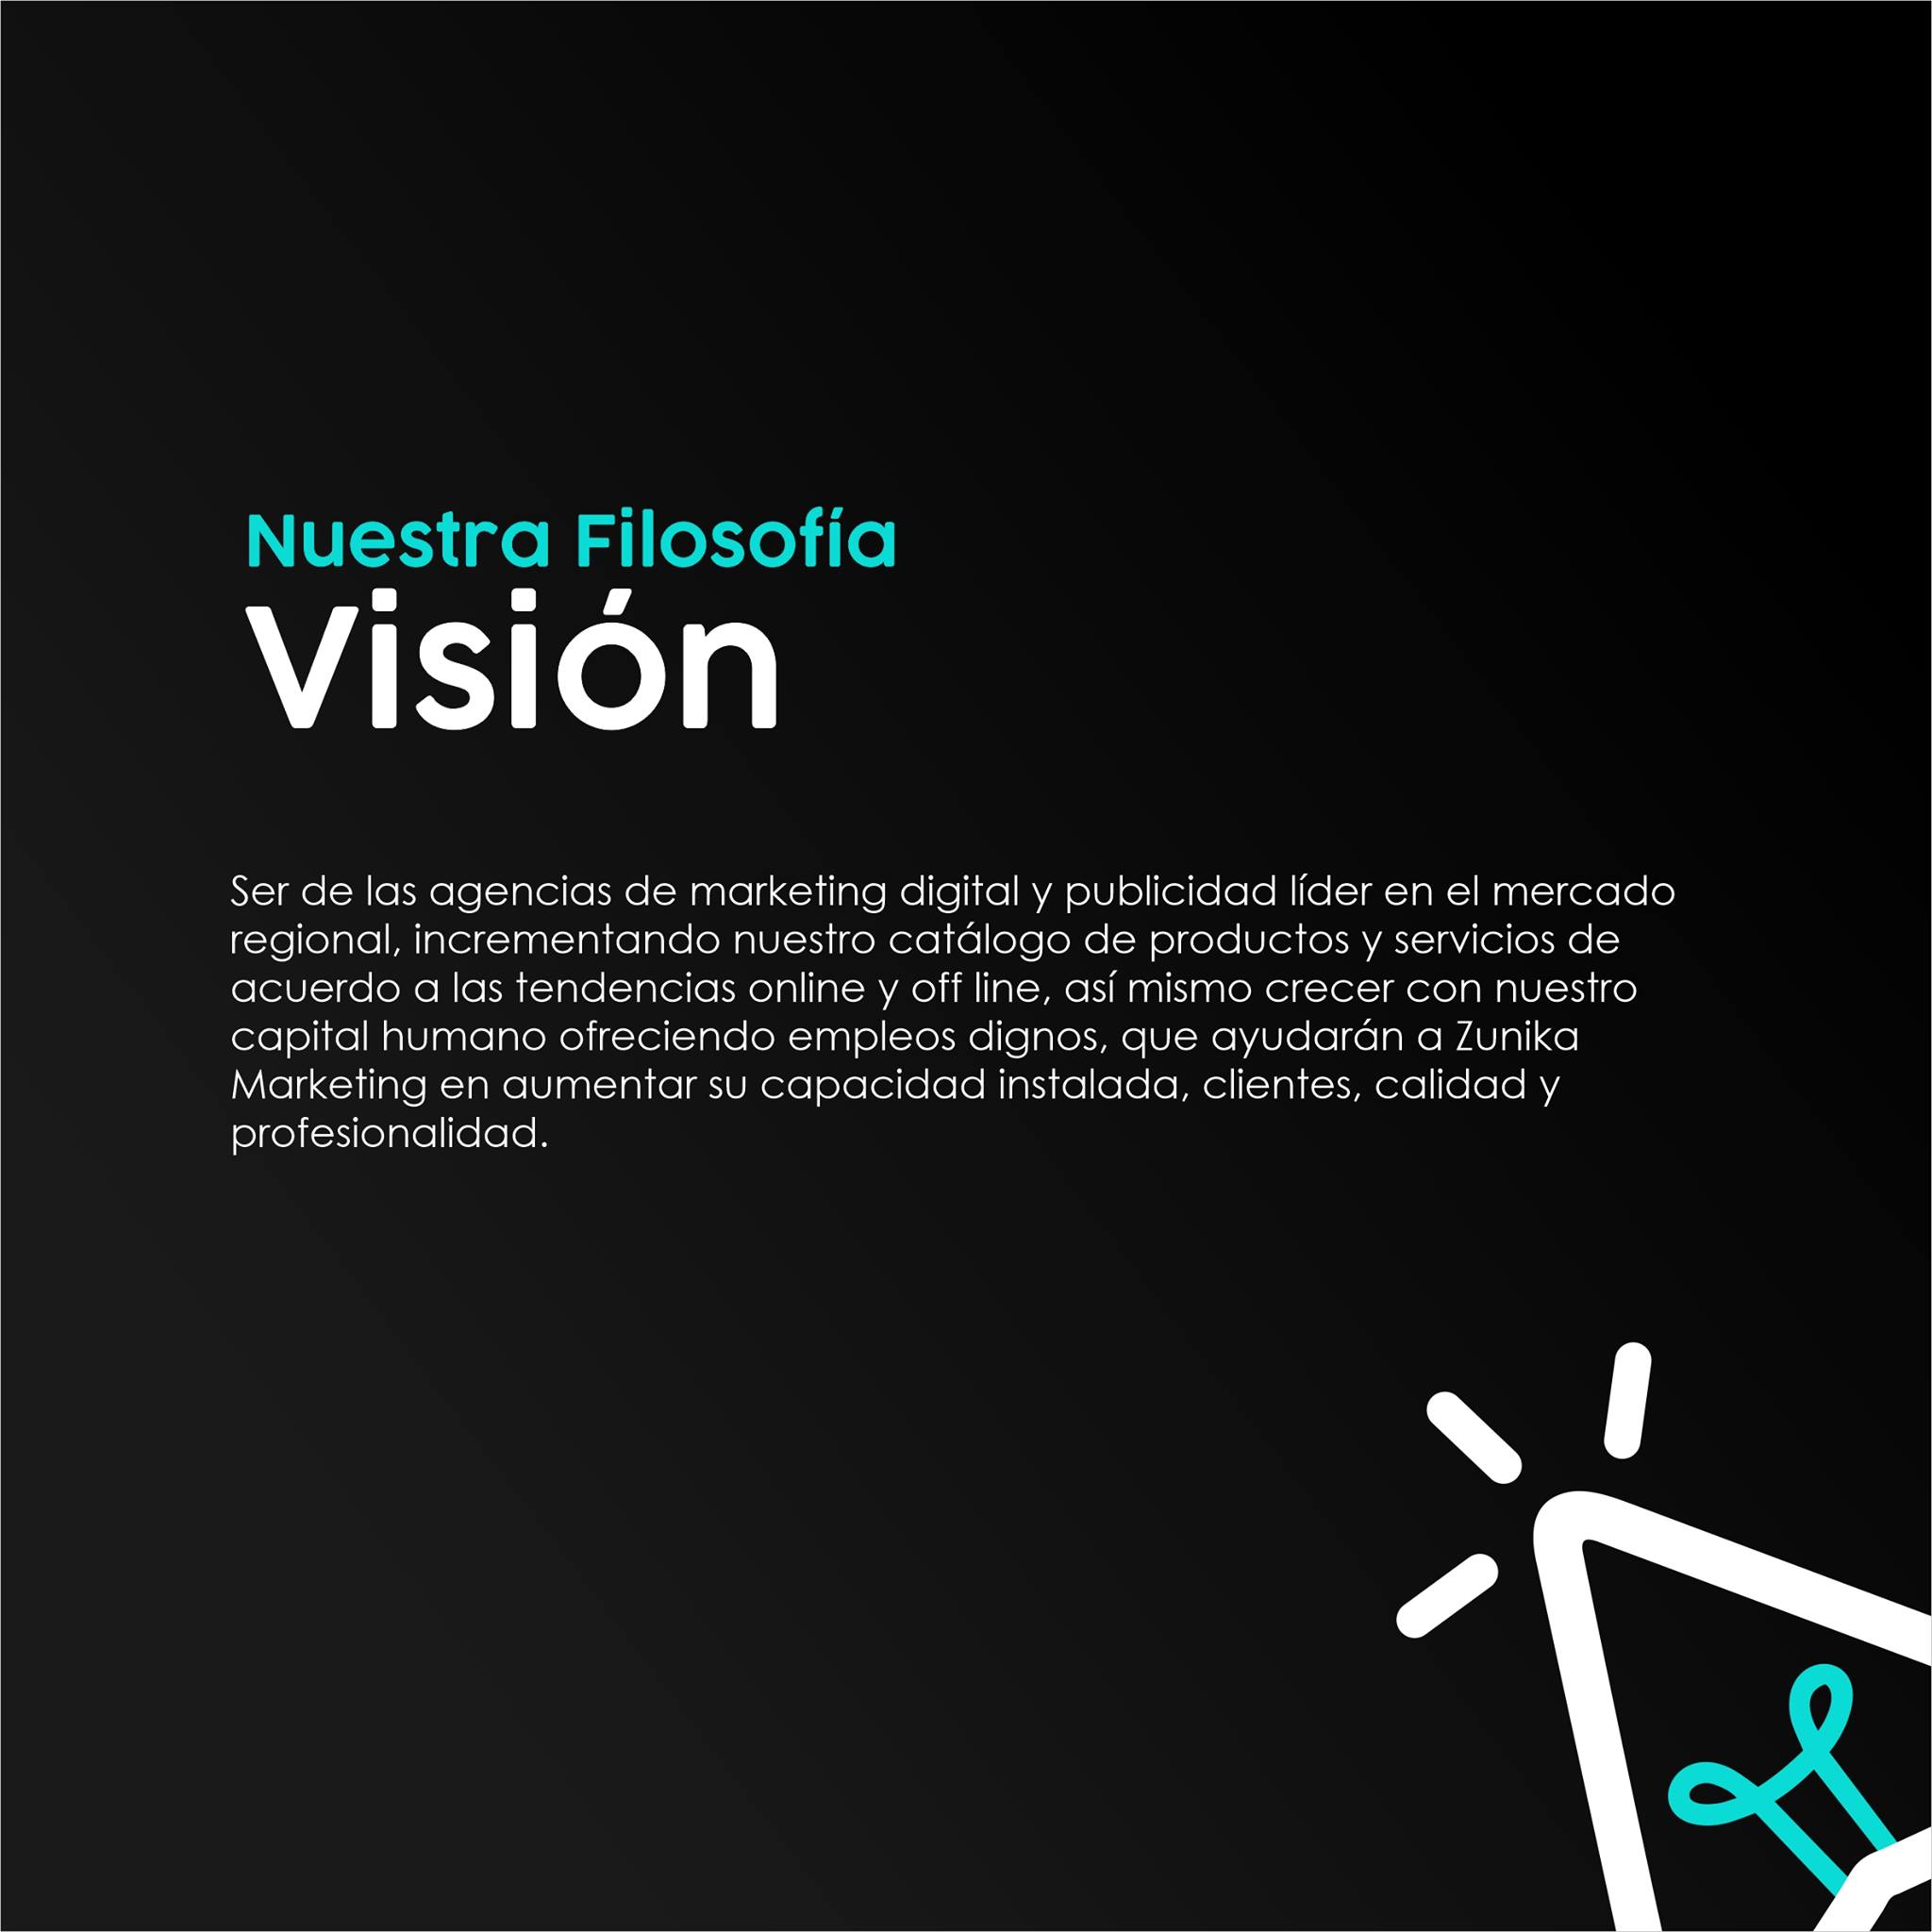 Nuestra Filosofía
Visión
Ser de las agencias de marketing digital y publicidad líder en el mercado
regional, incrementando nuestro catálogo de productos y servicios de
acuerdo a las tendencias online y off line, así mismo crecer con nuestro
capital humano ofreciendo empleos dignos, que ayudarán a Zunika
Marketing en aumentar su capacidad instalada, clientes, calidad y
profesionalidad.